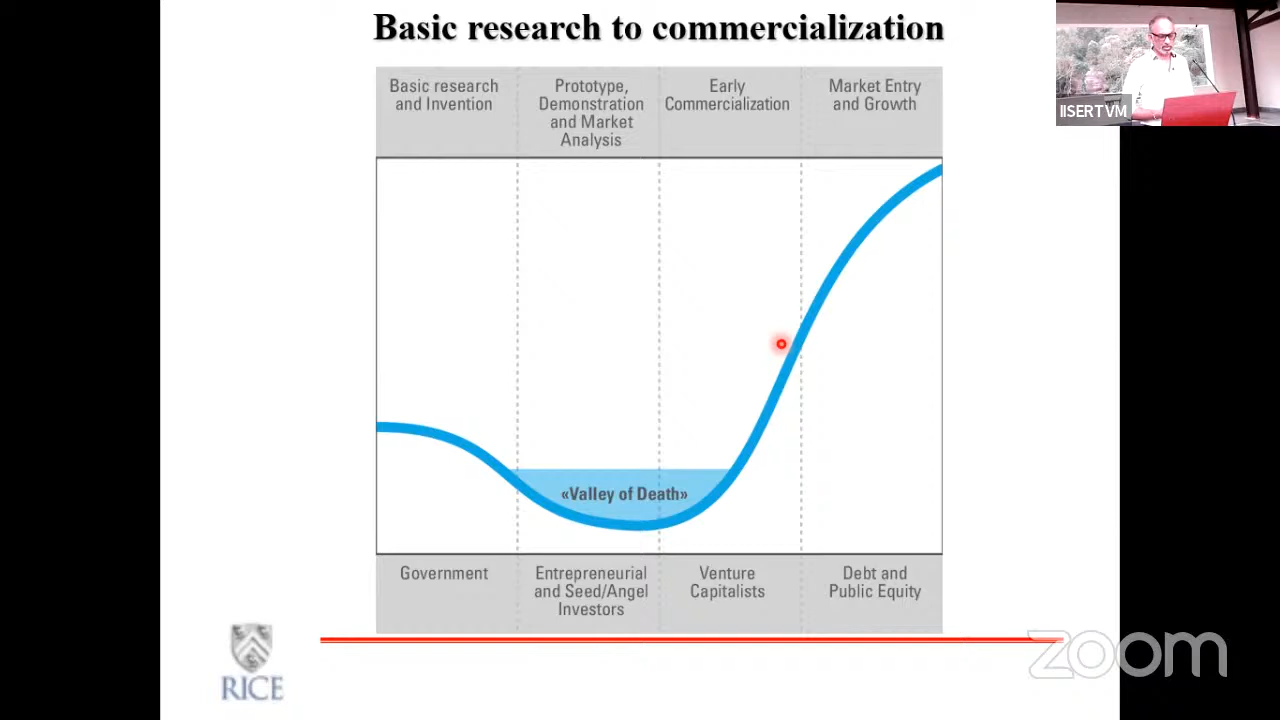 Basic research to commercialization
IISERTVM
Basic research
and Invention
Prototype,
Demonstration
and Market
Analysis
Early
Commercialization
Market Entry
and Growth
«Valley of Death»
Government
Entrepreneurial
and Seed/Angel
Investors
Venture
Capitalists
Debt and
Public Equity
RICE
zoom